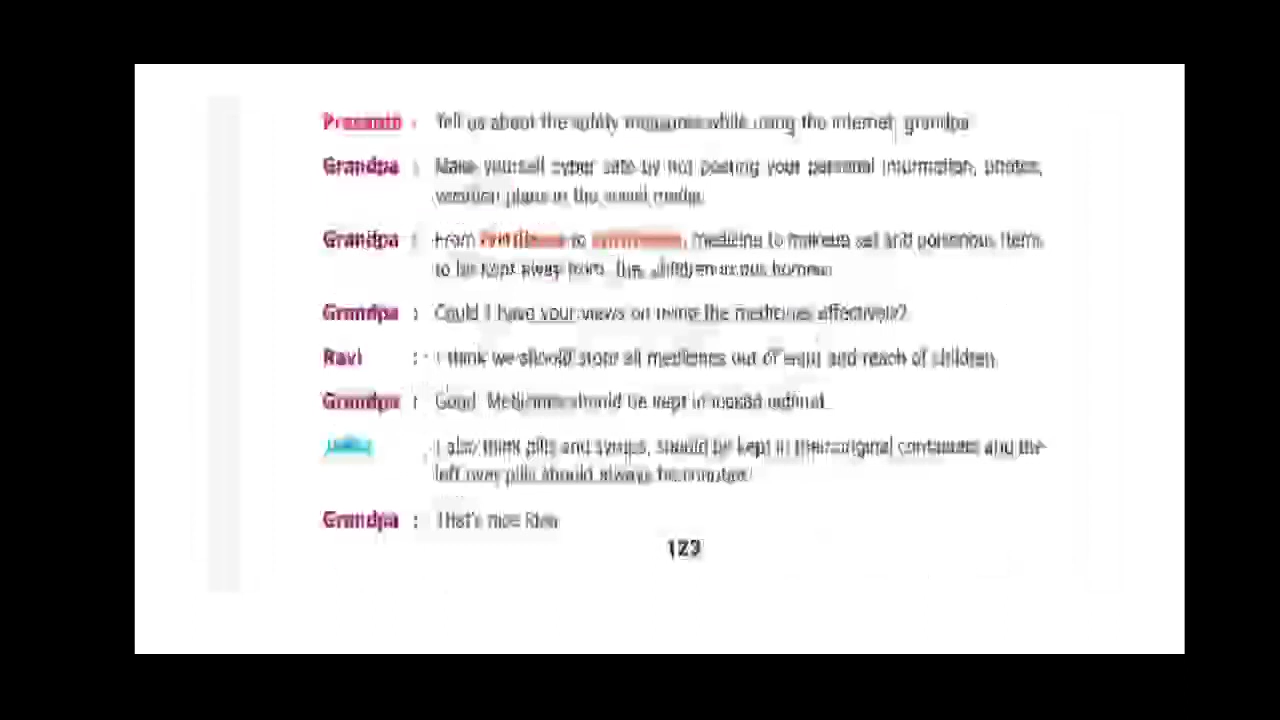 Prasanth : Tell us about the safety measures while using the internet, grandpa
Grandpa : Make yourself cyber safe by not posting your personal information, photos,
vacation plans in the social media.
Grandpa : From to , medicine to makeup set and poisonous items
to be kept away from the children in our homes.
Grandpa : Could I have your views on using the medicines effectively?
Ravi : I think we should store all medicines out of sight and reach of children.
Grandpa : Good. Medicines should be kept in locked cabinet.
I also think pills and syrups, should be kept in their original containers and the
left over pills should always be
Grandpa : That's nice idea
123